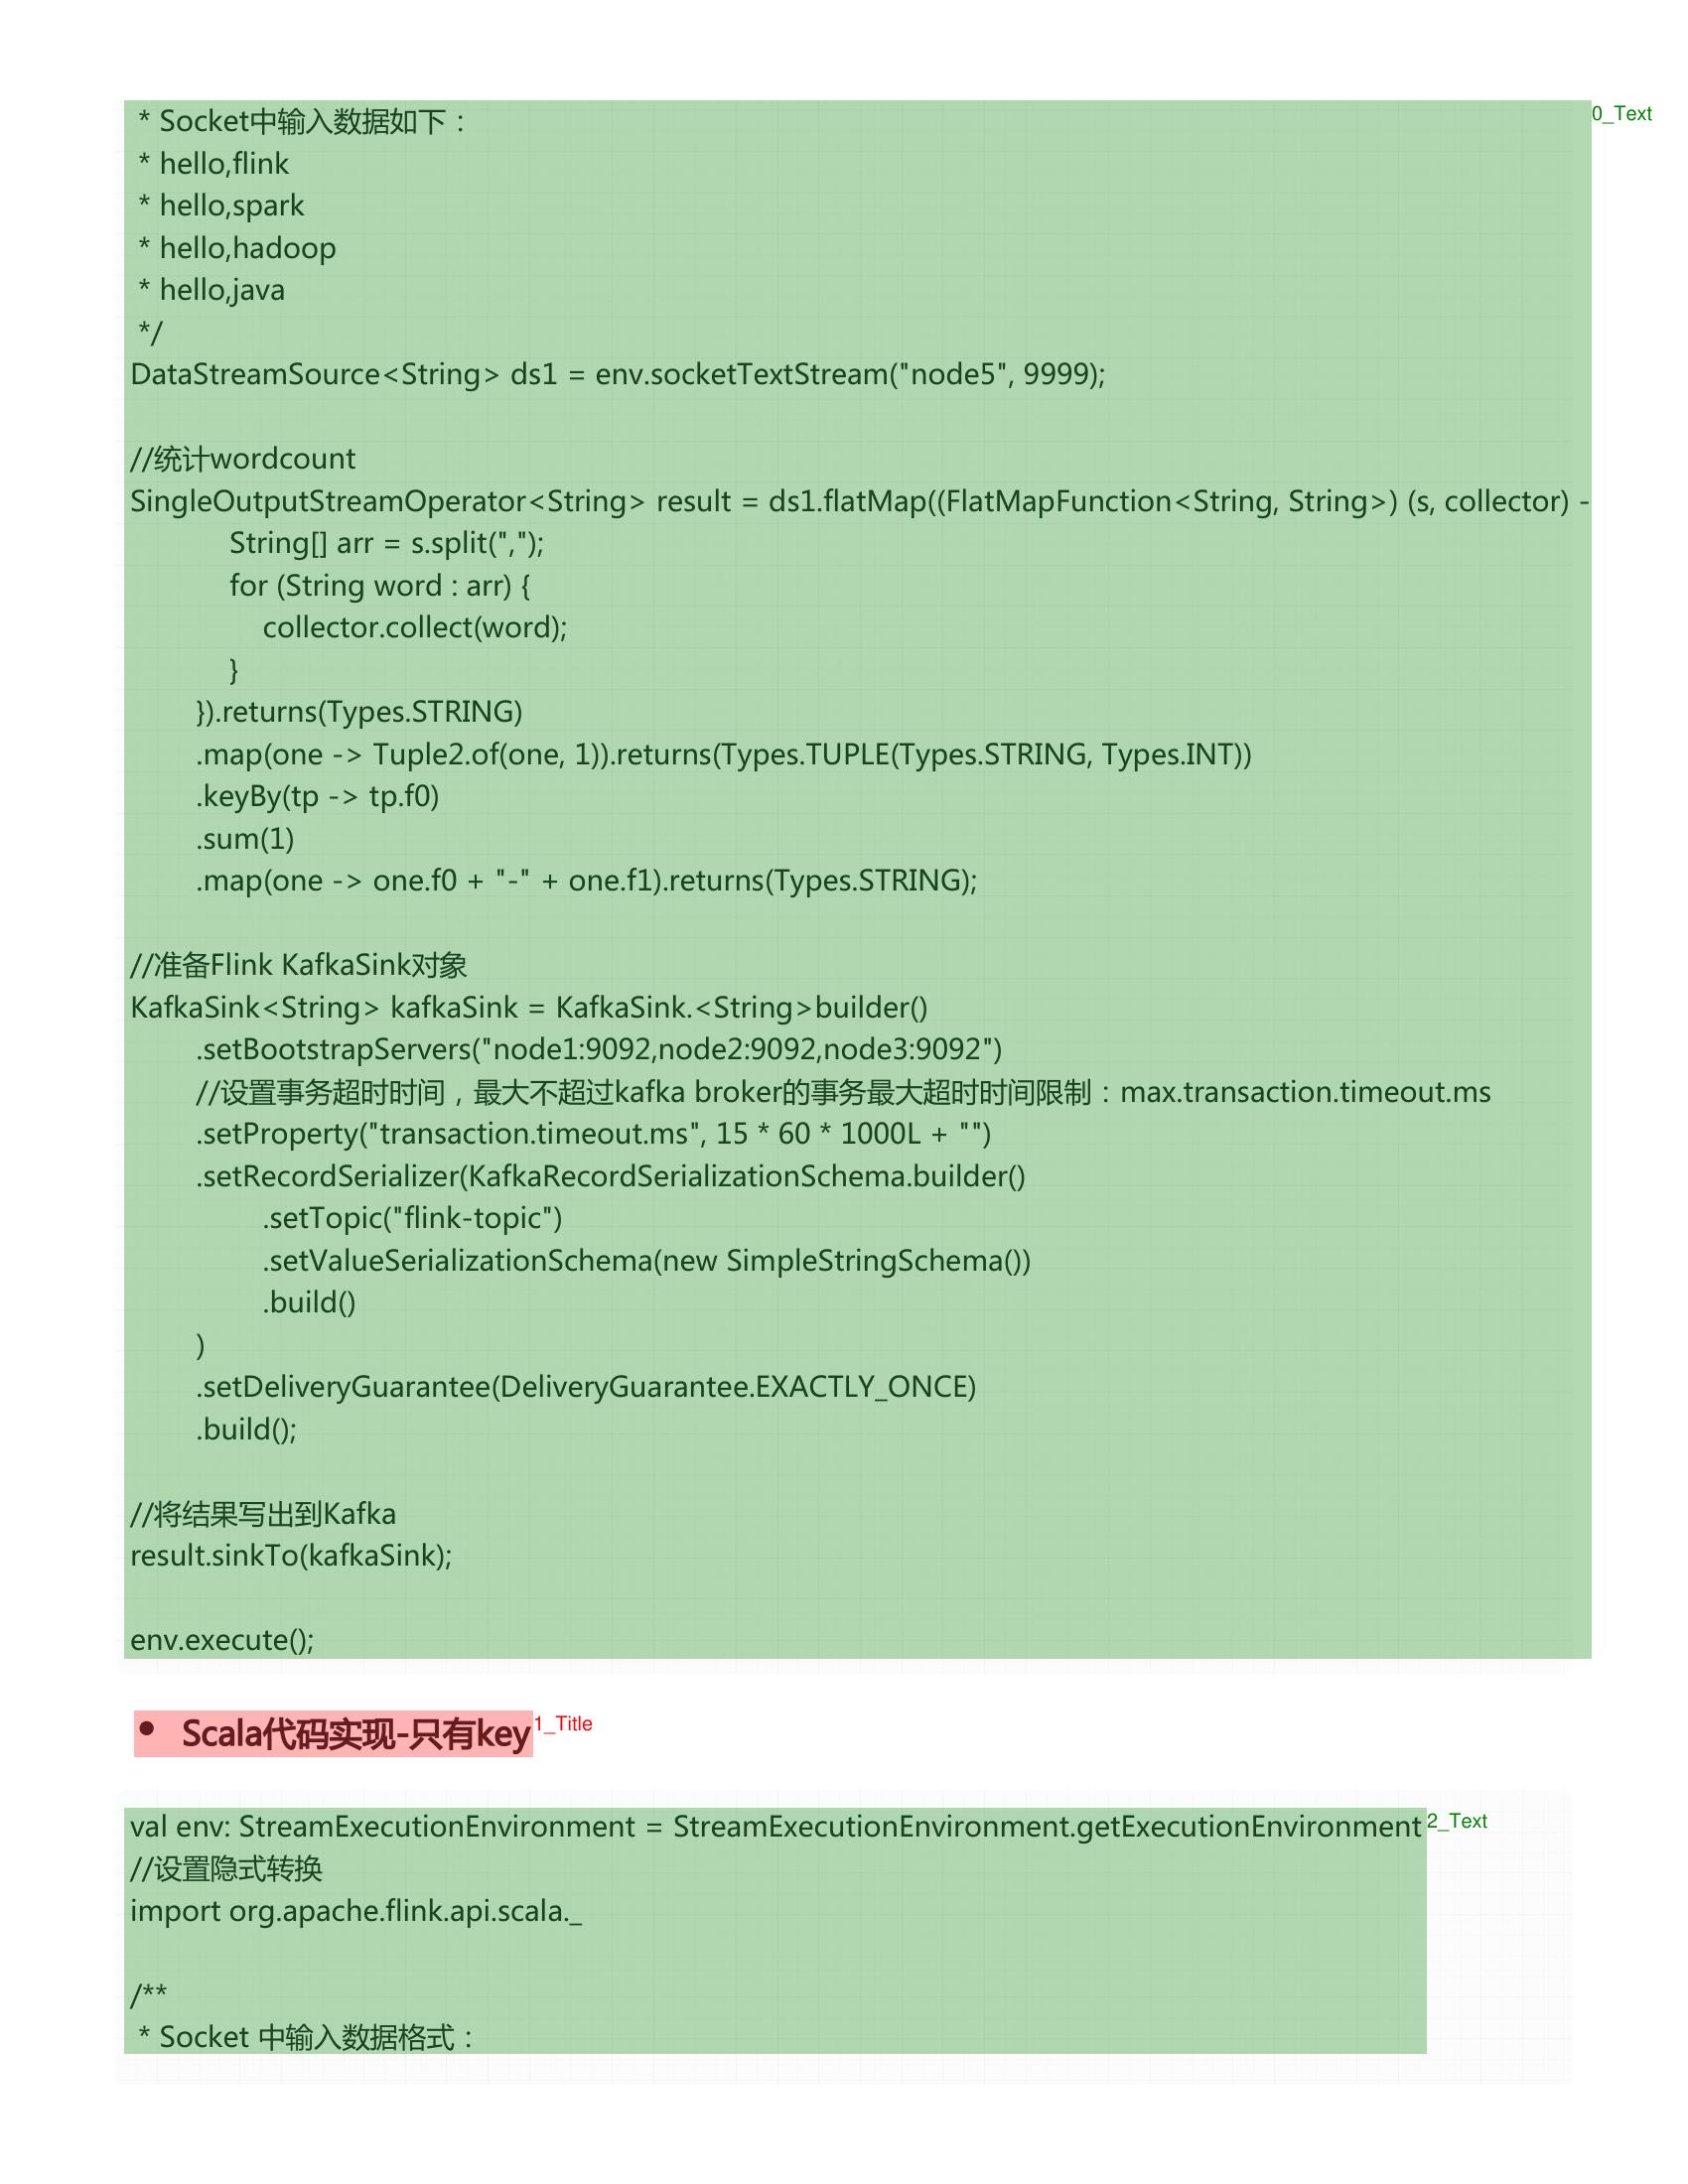 * Socket中输入数据如下：
* hello,flink
* hello,spark
* hello,hadoop
* hello,java
*/
DataStreamSource<String> ds1 = env.socketTextStream("node5", 9999);
//统计wordcount
SingleOutputStreamOperator<String> result = ds1.flatMap((FlatMapFunction<String, String>) (s, collector) -
String[] arr = s.split(",");
for (String word : arr) {
collector.collect(word);
}
}).returns(Types.STRING)
.map(one -> Tuple2.of(one, 1)).returns(Types.TUPLE(Types.STRING, Types.INT))
.keyBy(tp -> tp.f0)
.sum(1)
.map(one -> one.f0 + "-" + one.f1).returns(Types.STRING);
//准备Flink KafkaSink对象
KafkaSink<String> kafkaSink = KafkaSink.<String>builder()
.setBootstrapServers("node1:9092,node2:9092,node3:9092")
//设置事务超时时间，最大不超过kafka broker的事务最大超时时间限制：max.transaction.timeout.ms
.setProperty("transaction.timeout.ms", 15 * 60 * 1000L + "")
.setRecordSerializer(KafkaRecordSerializationSchema.builder()
.setTopic("flink-topic")
.setValueSerializationSchema(new SimpleStringSchema())
.build()
)
.setDeliveryGuarantee(DeliveryGuarantee.EXACTLY_ONCE)
.build();
//将结果写出到Kafka
result.sinkTo(kafkaSink);
env.execute();
0_Text
• Scala代码实现-只有key
1_Title
val env: StreamExecutionEnvironment = StreamExecutionEnvironment.getExecutionEnvironment
2_Text
//设置隐式转换
import org.apache.flink.api.scala._
/**
* Socket 中输入数据格式：